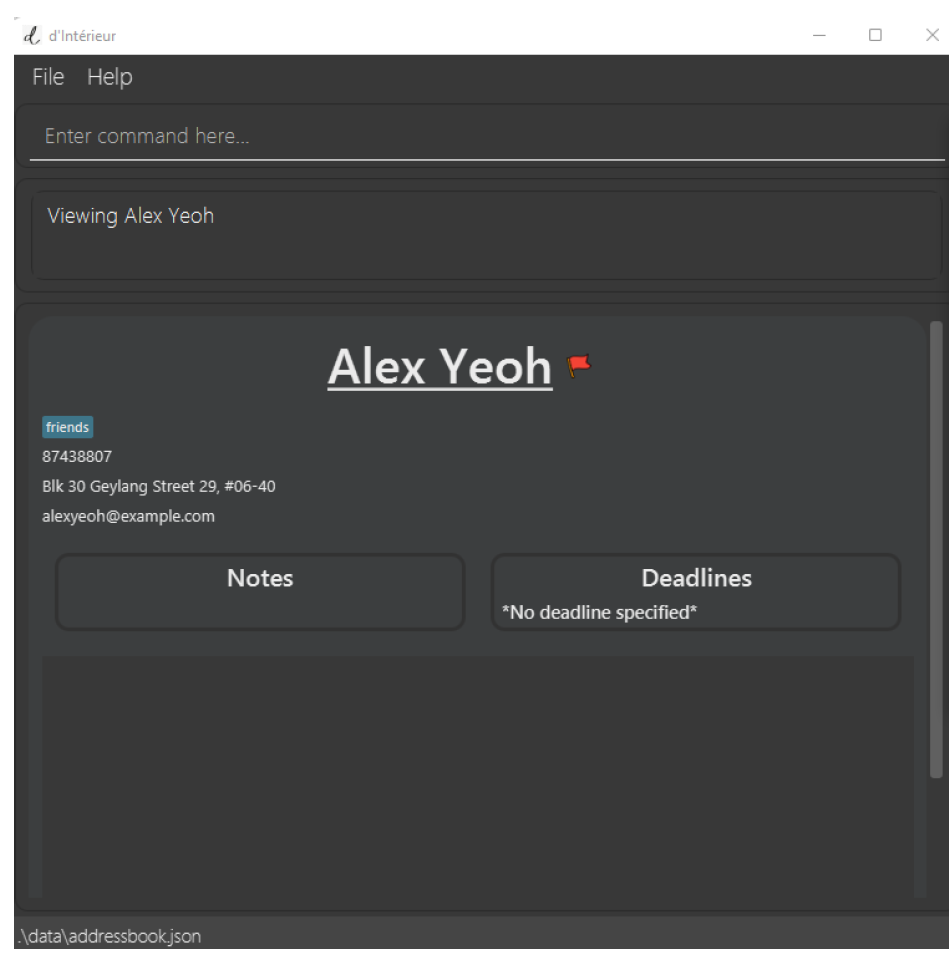 d d'Intérieur
File Help
Enter command here...
Viewing Alex Yeoh
Alex Yeoh
friends
87438807
Blk 30 Geylang Street 29, #06-40
alexyeoh@example.com
Notes
Deadlines
*No deadline specified*
.\data\addressbook.json